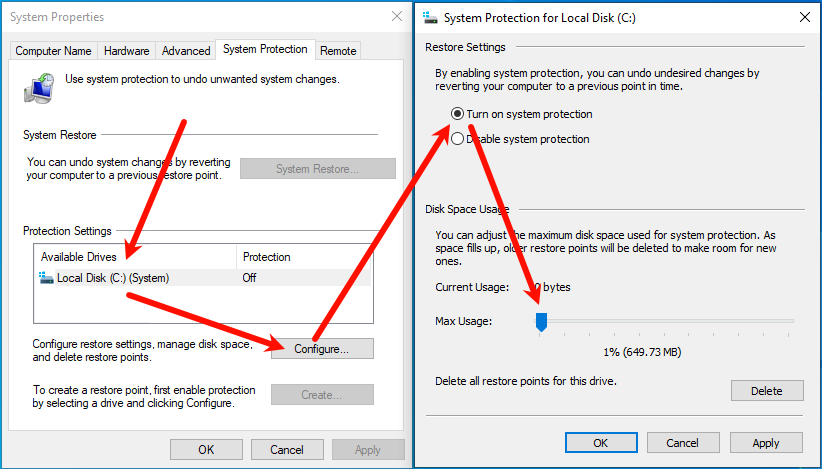 System Properties
Computer Name
Hardware
Advanced
System Protection
Remote
Use system protection to undo unwanted system changes.
System Restore
You can undo system changes by reverting
your computer to a previous restore point.
System Restore...
Protection Settings
Available Drives
Protection
Local Disk (C:) (System)
Off
Configure restore settings, manage disk space,
and delete restore points.
Configure...
To create a restore point, first enable protection
by selecting a drive and clicking Configure.
Create...
OK
Cancel
Apply
System Protection for Local Disk (C:)
Restore Settings
By enabling system protection, you can undo undesired changes by
reverting your computer to a previous point in time.
Turn on system protection
Disable system protection
Disk Space Usage
You can adjust the maximum disk space used for system protection. As
space fills up, older restore points will be deleted to make room for new
ones.
Current Usage:
0 bytes
Max Usage:
1% (649.73 MB)
Delete all restore points for this drive.
Delete
OK
Cancel
Apply